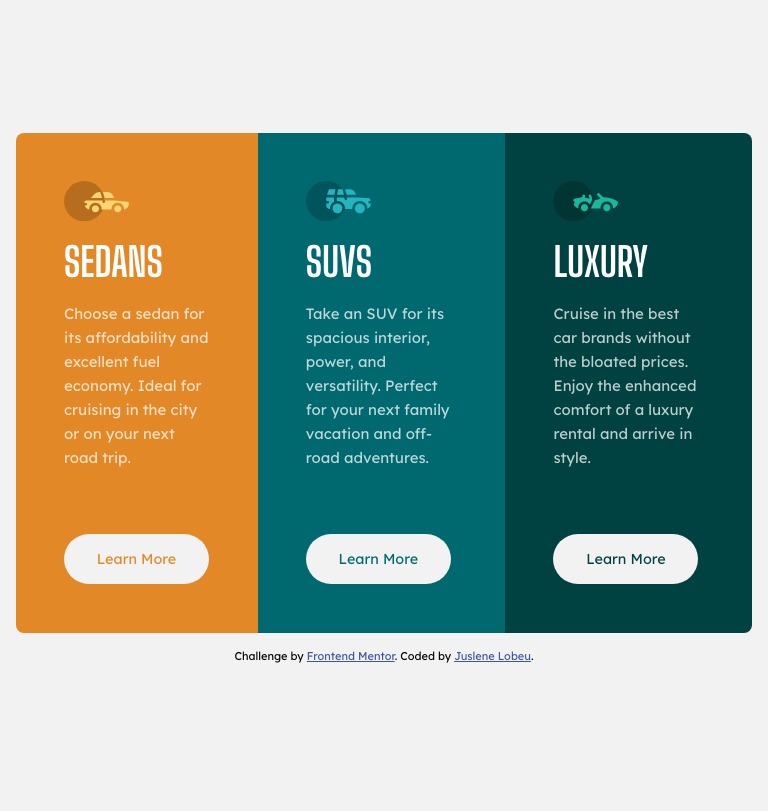 SEDANS
Choose a sedan for
its affordability and
excellent fuel
economy. Ideal for
cruising in the city
or on your next
road trip.
Learn More
SUVS
Take an SUV for its
spacious interior,
power, and
versatility. Perfect
for your next family
vacation and off-
road adventures.
Learn More
LUXURY
Cruise in the best
car brands without
the bloated prices.
Enjoy the enhanced
comfort of a luxury
rental and arrive in
style.
Learn More
Challenge by Frontend Mentor. Coded by Juslene Lobeu.